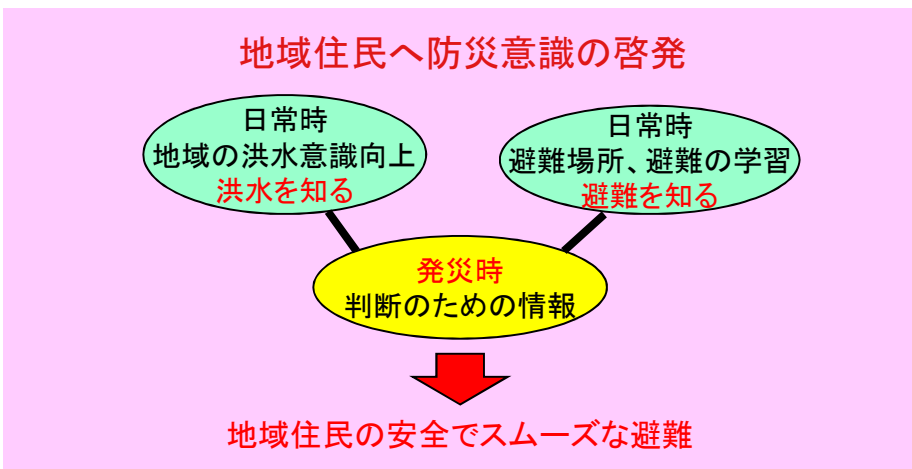 地域住民へ防災意識の啓発
日常時
地域の洪水意識向上
洪水を知る
日常時
避難場所、避難の学習
避難を知る
発災時
判断のための情報
地域住民の安全でスムーズな避難